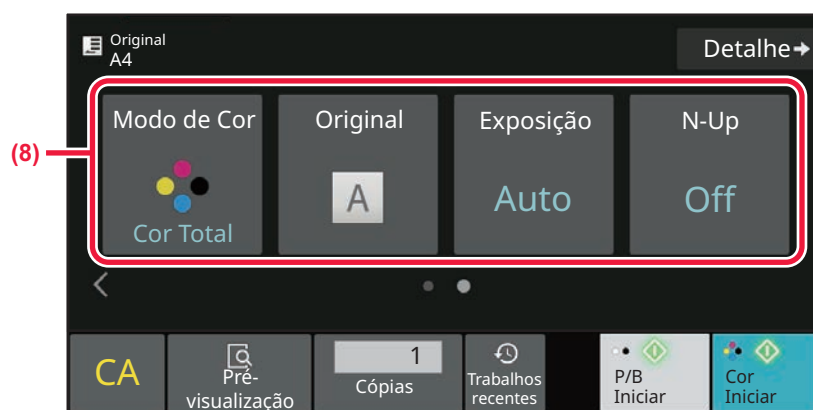 Original
A4
Detalhe
(8)
Modo de Cor
Original
Exposição
N-Up
A
Cor Total
Auto
Off
CA
Pré-
visualização
1
Cópias
Trabalhos
recentes
P/B
Iniciar
Cor
Iniciar